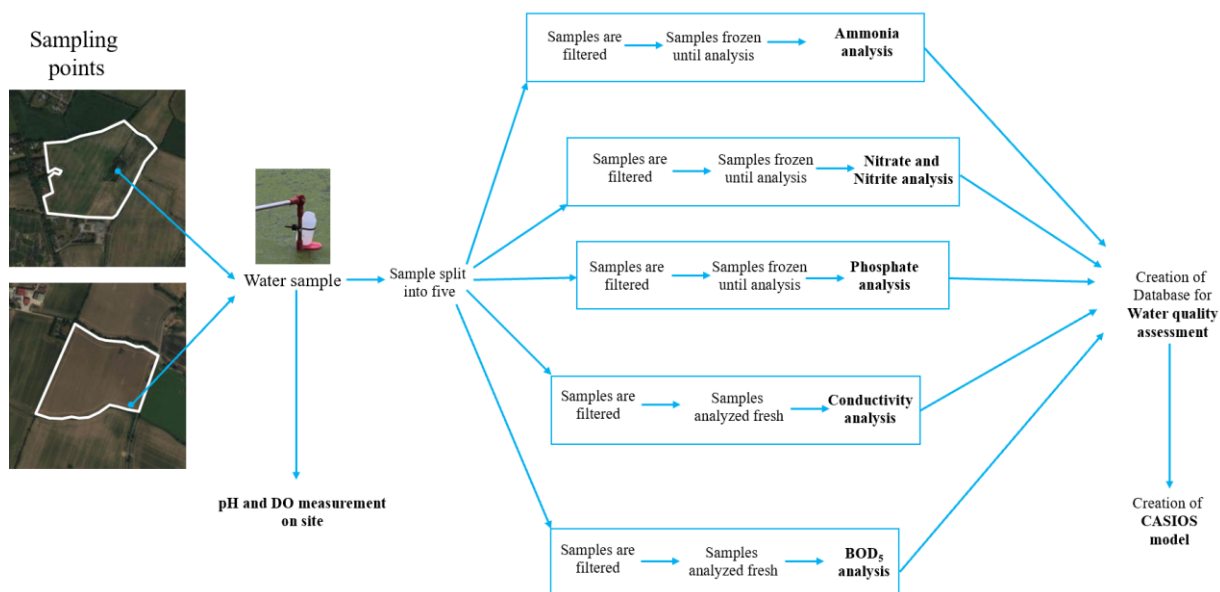 Sampling
points
Water sample
pH and DO measurement
on site
Sample split
into five
Samples are
filtered
Samples frozen
until analysis
Ammonia
analysis
Samples are
filtered
Samples frozen
until analysis
Nitrate and
Nitrite analysis
Samples are
filtered
Samples frozen
until analysis
Phosphate
analysis
Samples are
filtered
Samples
analyzed fresh
Conductivity
analysis
Samples are
filtered
Samples
analyzed fresh
BOD₅
analysis
Creation of
Database for
Water quality
assessment
Creation of
CASIOS
model